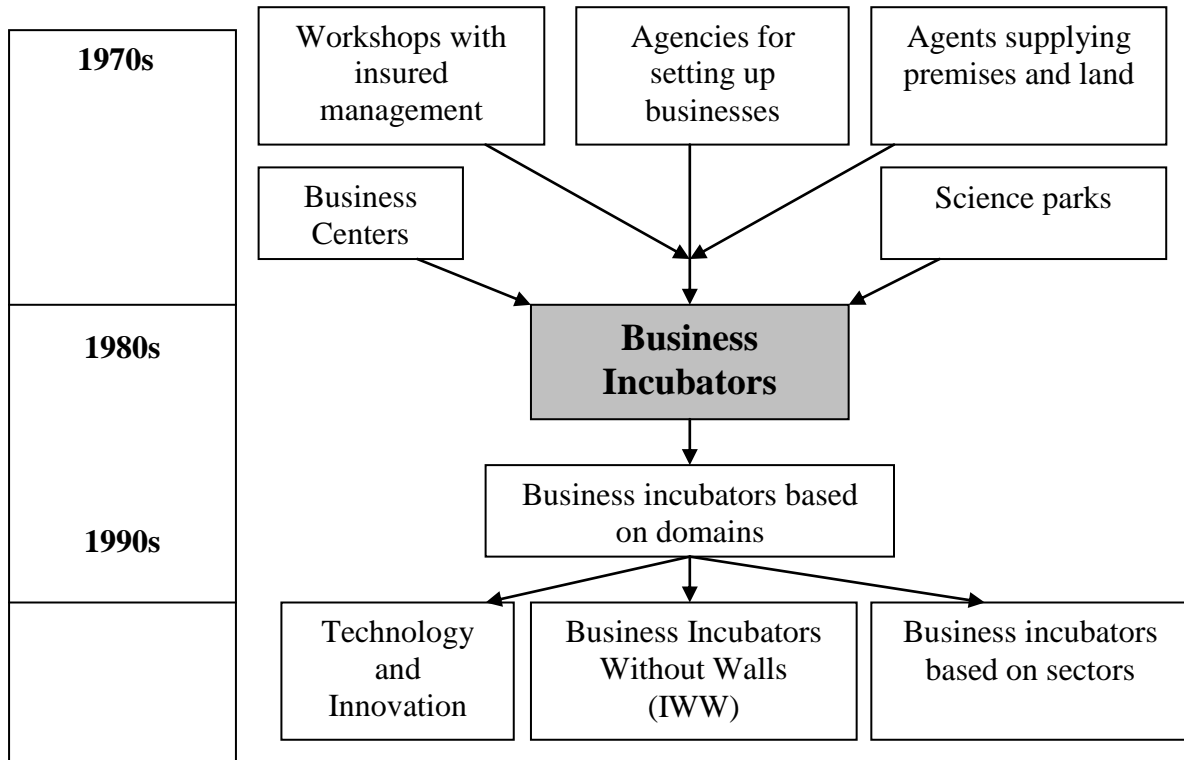 1970s
Workshops with
insured
management
Agencies for
setting up
businesses
Agents supplying
premises and land
Business
Centers
Science parks
1980s
Business
Incubators
1990s
Business incubators based
on domains
Technology
and
Innovation
Business Incubators
Without Walls
(IWW)
Business incubators
based on sectors